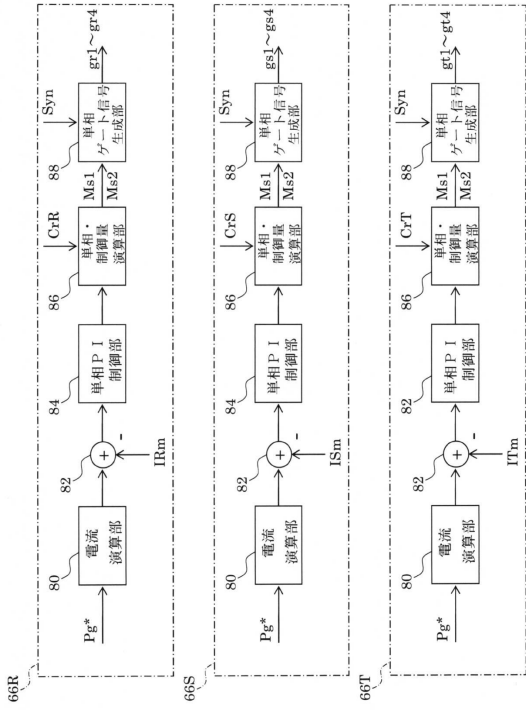 66R
Pg*
80
電流
演算部
82
+
-
IRm
84
単相PI
制御部
86
CrR
単相・
制御量
演算部
Ms1
Ms2
88
Syn
単相
ゲート信号
生成部
gr1~gr4
66S
Pg*
80
電流
演算部
82
+
-
ISm
84
単相PI
制御部
86
CrS
単相・
制御量
演算部
Ms1
Ms2
88
Syn
単相
ゲート信号
生成部
gs1~gs4
66T
Pg*
80
電流
演算部
82
+
-
ITm
82
単相PI
制御部
86
CrT
単相・
制御量
演算部
Ms1
Ms2
88
Syn
単相
ゲート信号
生成部
gt1~gt4